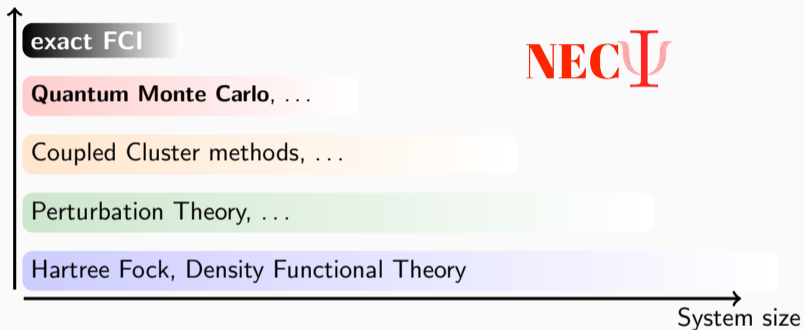 exact FCI
NECΨ
Quantum Monte Carlo, ...
Coupled Cluster methods, ...
Perturbation Theory, ...
Hartree Fock, Density Functional Theory
System size